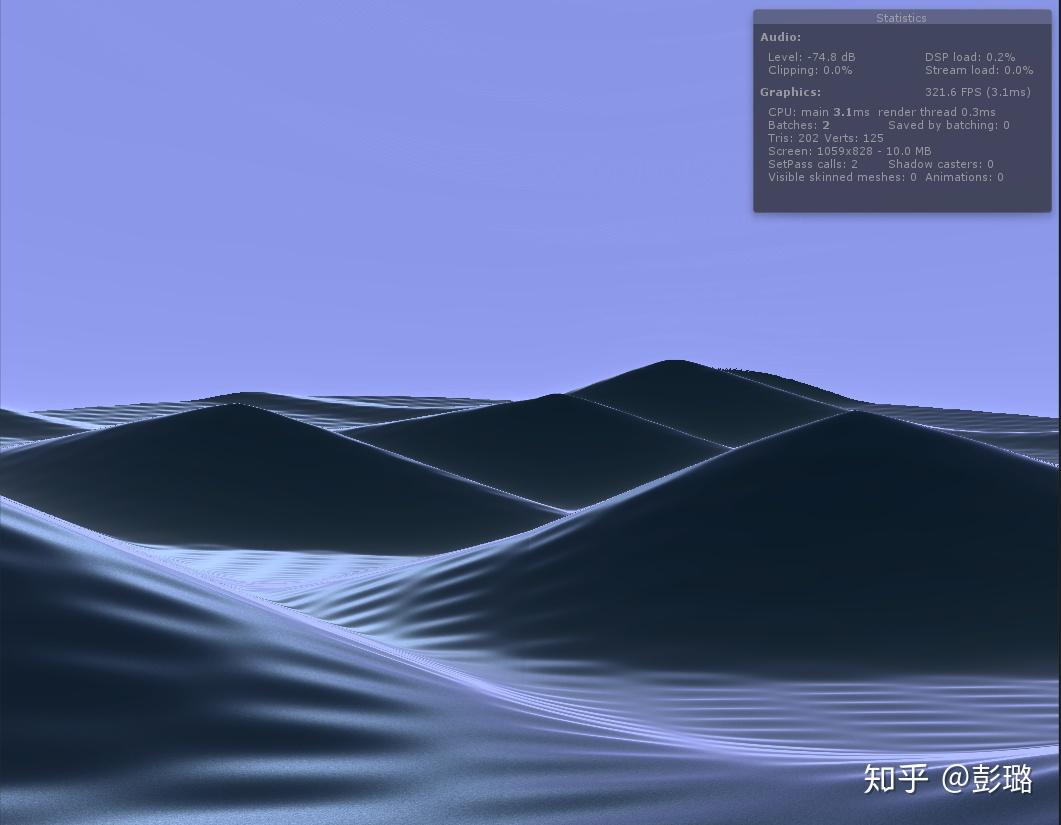 Statistics
Audio:
Level: -74.8 dB DSP load: 0.2%
Clipping: 0.0% Stream load: 0.0%
Graphics: 321.6 FPS (3.1ms)
CPU: main 3.1ms render thread 0.3ms
Batches: 2 Saved by batching: 0
Tris: 202 Verts: 125
Screen: 1059x828 - 10.0 MB
SetPass calls: 2 Shadow casters: 0
Visible skinned meshes: 0 Animations: 0
知乎 @彭璐